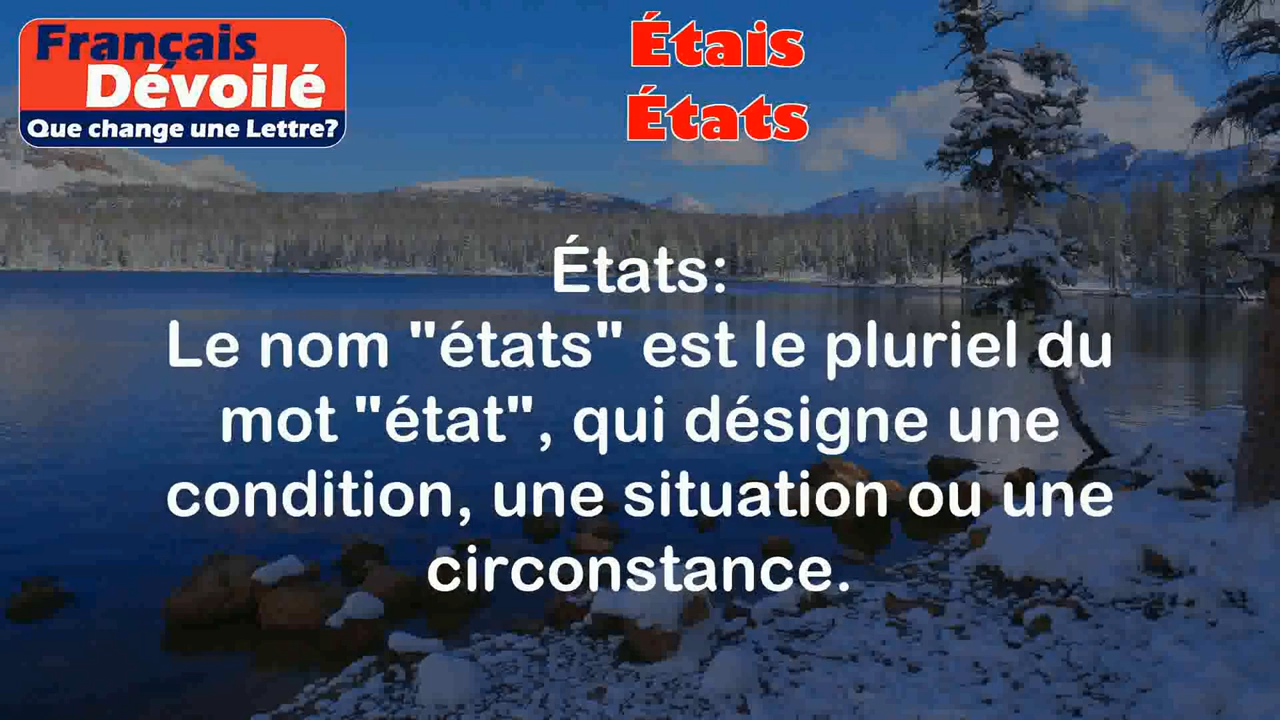 Français
Dévoilé
Que change une Lettre?
Étais
États
États:
Le nom "états" est le pluriel du
mot "état", qui désigne une
condition, une situation ou une
circonstance.